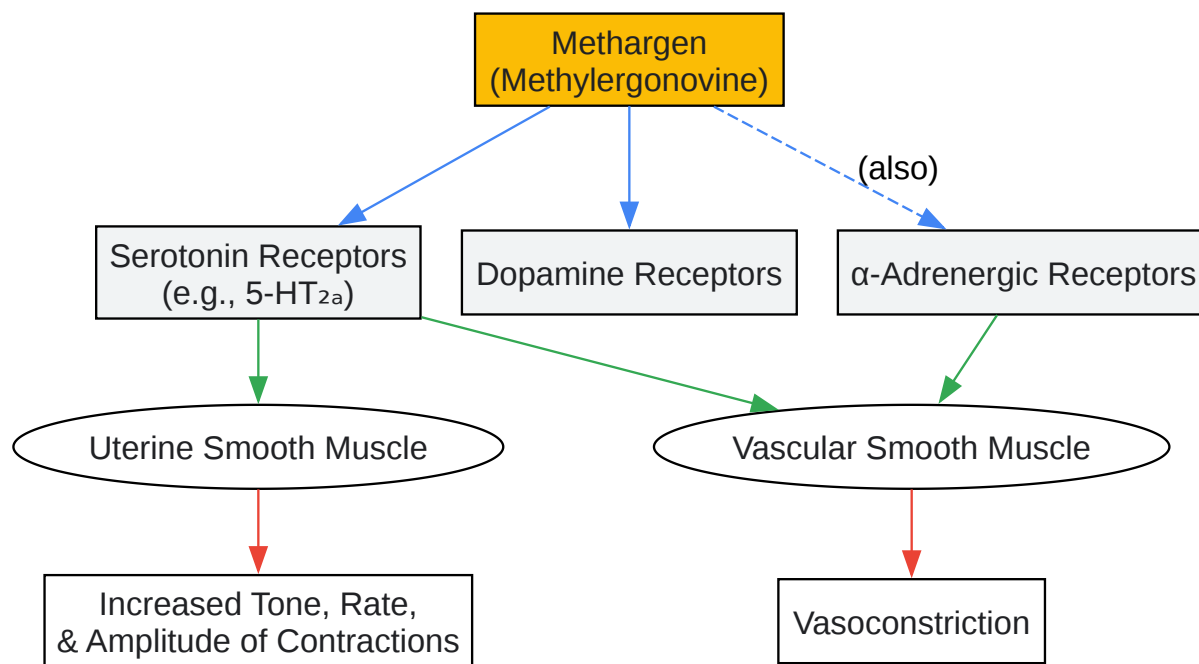 Methargen
(Methylergonovine)
(also)
Serotonin Receptors
(e.g., 5-HT₂ₐ)
Dopamine Receptors
α-Adrenergic Receptors
Uterine Smooth Muscle
Vascular Smooth Muscle
Increased Tone, Rate,
& Amplitude of Contractions
Vasoconstriction